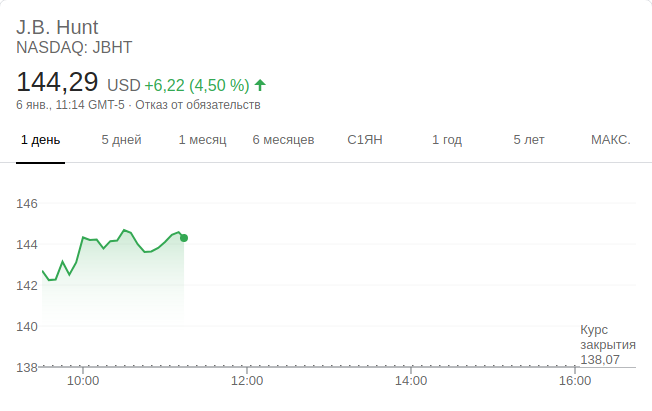 J.B. Hunt
NASDAQ: JBHT
144,29 USD +6,22 (4,50 %)
6 янв., 11:14 GMT-5 · Отказ от обязательств
1 день 5 дней 1 месяц 6 месяцев С1ЯН 1 год 5 лет МАКС.
146
144
142
140
Курс
закрытия
138,07
138
10:00 12:00 14:00 16:00